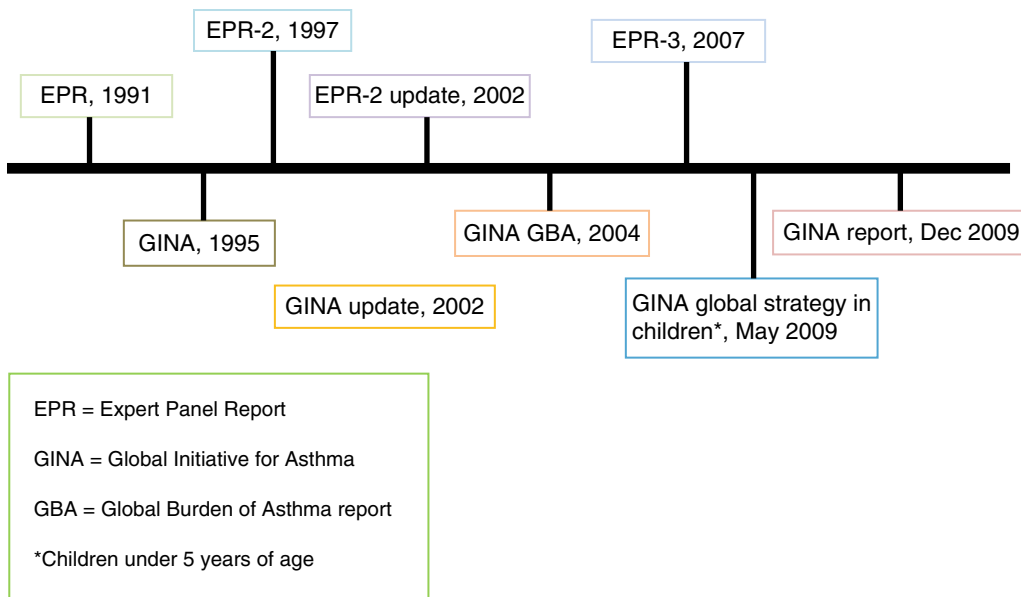 EPR-2, 1997
EPR-3, 2007
EPR, 1991
EPR-2 update, 2002
GINA, 1995
GINA GBA, 2004
GINA report, Dec 2009
GINA update, 2002
GINA global strategy in
children*, May 2009
EPR = Expert Panel Report
GINA = Global Initiative for Asthma
GBA = Global Burden of Asthma report
*Children under 5 years of age